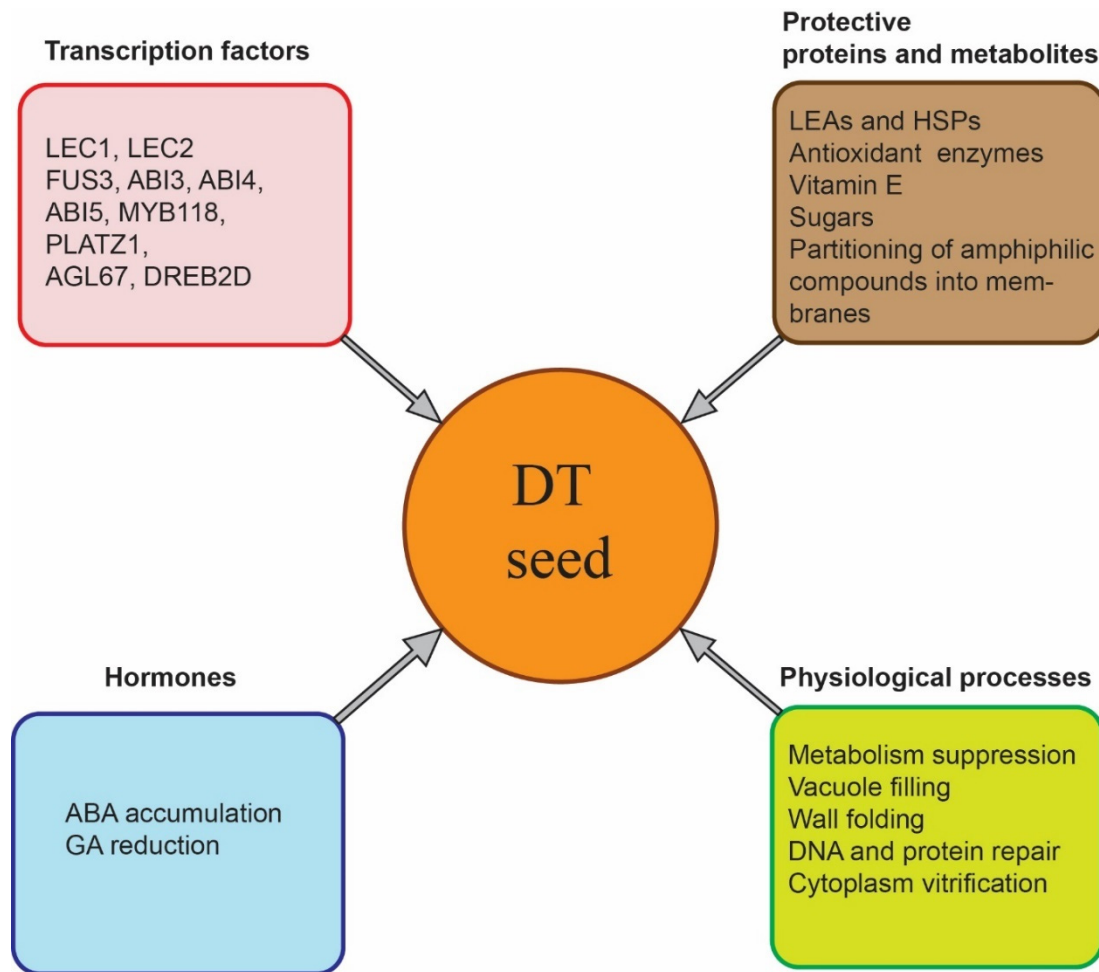 Transcription factors
LEC1, LEC2
FUS3, ABI3, ABI4,
ABI5, MYB118,
PLATZ1,
AGL67, DREB2D
Protective
proteins and metabolites
LEAs and HSPs
Antioxidant enzymes
Vitamin E
Sugars
Partitioning of amphiphilic
compounds into mem-
branes
DT
seed
Hormones
ABA accumulation
GA reduction
Physiological processes
Metabolism suppression
Vacuole filling
Wall folding
DNA and protein repair
Cytoplasm vitrification